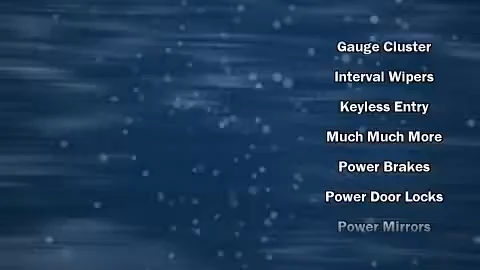 Gauge Cluster
Interval Wipers
Keyless Entry
Much Much More
Power Brakes
Power Door Locks
Power Mirrors